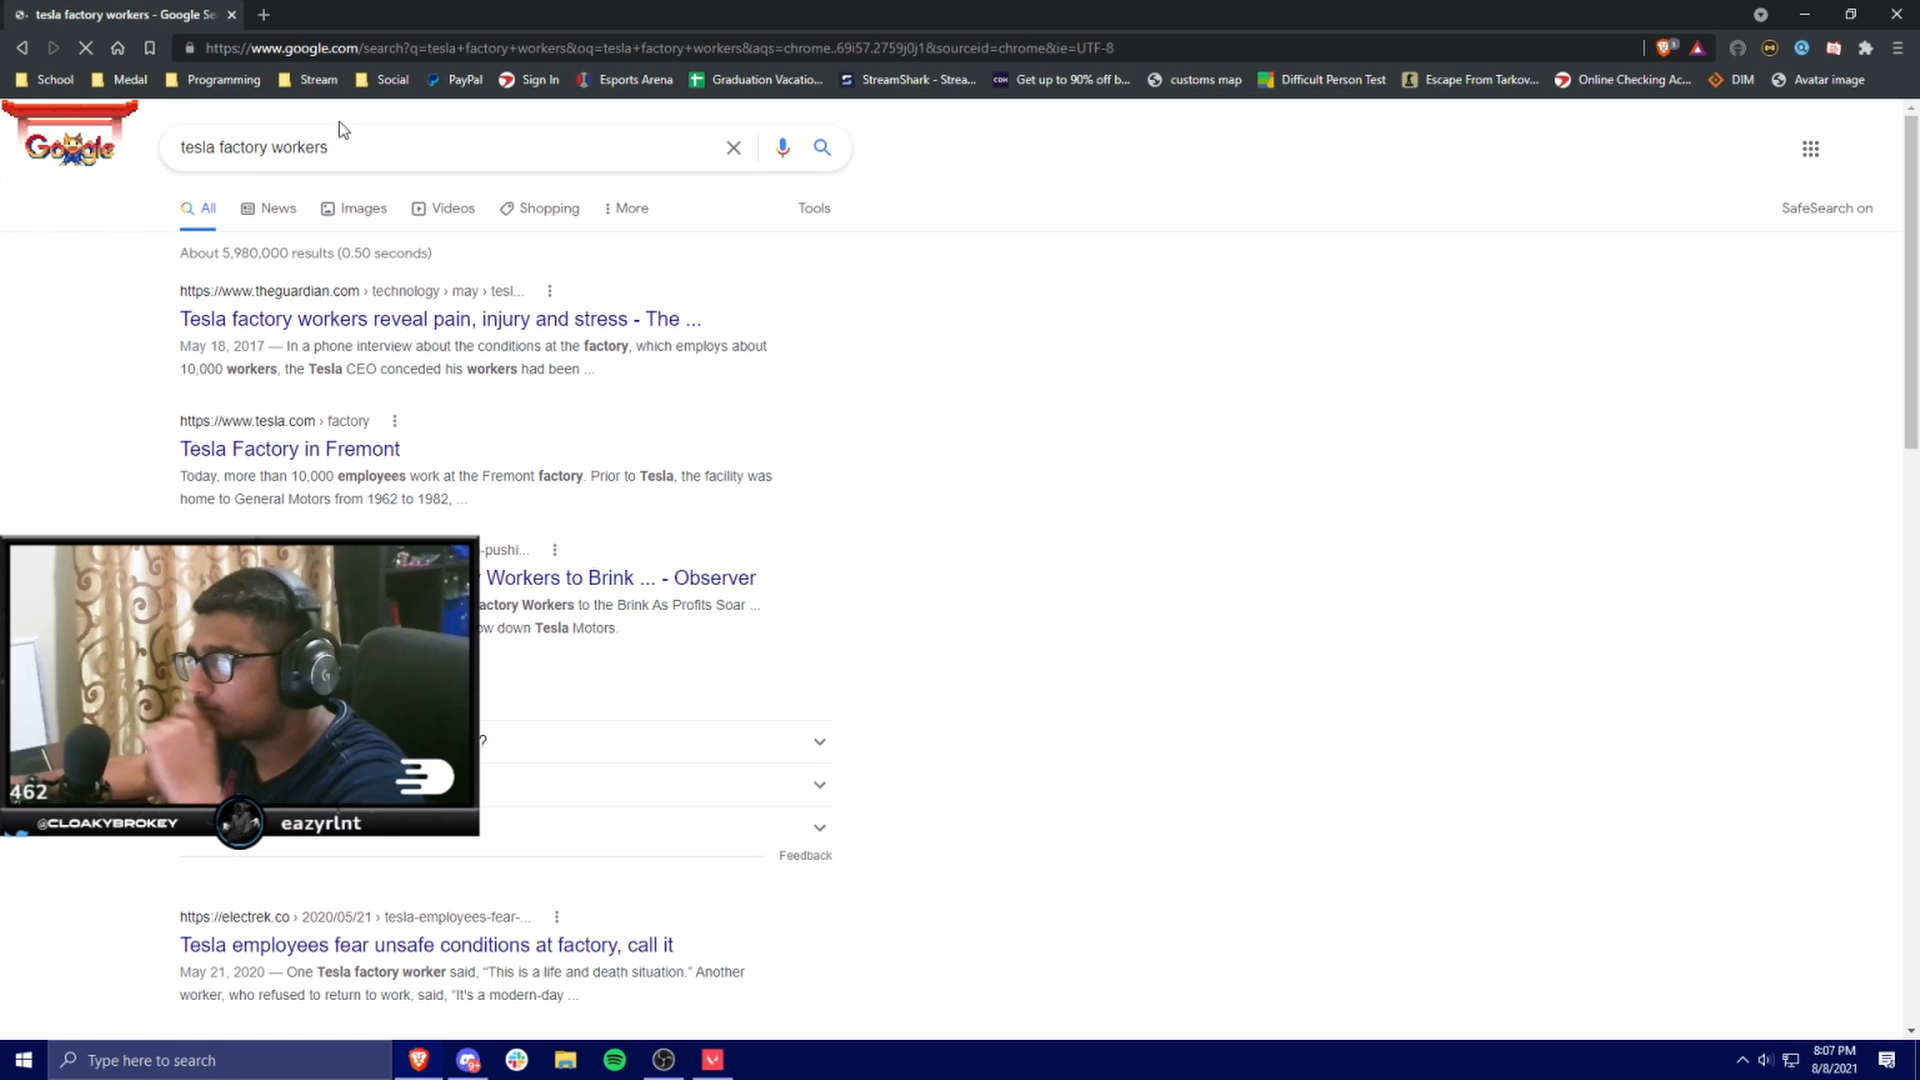 tesla factory workers - Google Se
https://www.google.com/search?q=tesla+factory+workers&oq=tesla+factory+workers&aqs=chrome..69i57.2759j0j1&sourceid=chrome&ie=UTF-8
School Medal Programming Stream Social PayPal Sign In Esports Arena Graduation Vacatio... StreamShark - Strea... Get up to 90% off b... customs map Difficult Person Test Escape From Tarkov... Online Checking Ac... DIM Avatar image
Google
tesla factory workers
All News Images Videos Shopping More Tools SafeSearch on
About 5,980,000 results (0.50 seconds)
https://www.theguardian.com › technology › may › tesl...
Tesla factory workers reveal pain, injury and stress - The ...
May 18, 2017 — In a phone interview about the conditions at the factory, which employs about
10,000 workers, the Tesla CEO conceded his workers had been ...
https://www.tesla.com › factory
Tesla Factory in Fremont
Today, more than 10,000 employees work at the Fremont factory. Prior to Tesla, the facility was
home to General Motors from 1962 to 1982, ...
-pushi...
Workers to Brink ... - Observer
actory Workers to the Brink As Profits Soar ...
ow down Tesla Motors.
?
462
@CLOAKYBROKEY eazyrlnt
Feedback
https://electrek.co › 2020/05/21 › tesla-employees-fear-...
Tesla employees fear unsafe conditions at factory, call it
May 21, 2020 — One Tesla factory worker said, “This is a life and death situation.” Another
worker, who refused to return to work, said, “It's a modern-day ...
Type here to search
9+
8:07 PM
8/8/2021